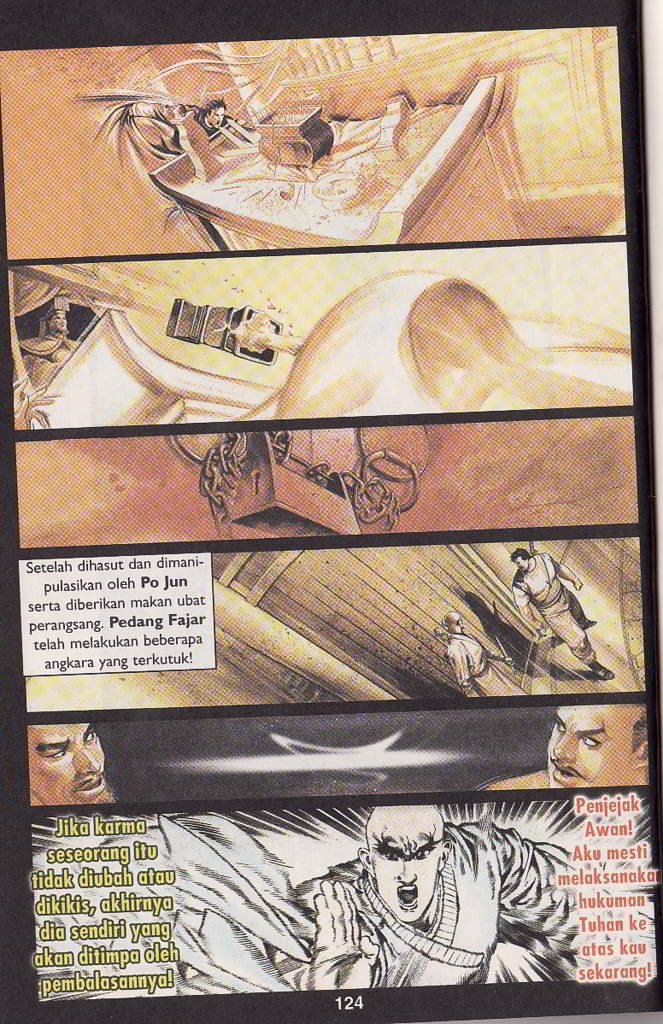 Setelah dihasut dan dimani-
pulasikan oleh Po Jun
serta diberikan makan ubat
perangsang. Pedang Fajar
telah melakukan beberapa
angkara yang terkutuk!
Jika karma
seseorang itu
tidak diubah atau
dikikis, akhirnya
dia sendiri yang
akan ditimpa oleh
pembalasannya!
Penjejak
Awan!
Aku mesti
melaksanakan
hukuman
Tuhan ke
atas kau
sekarang!
124